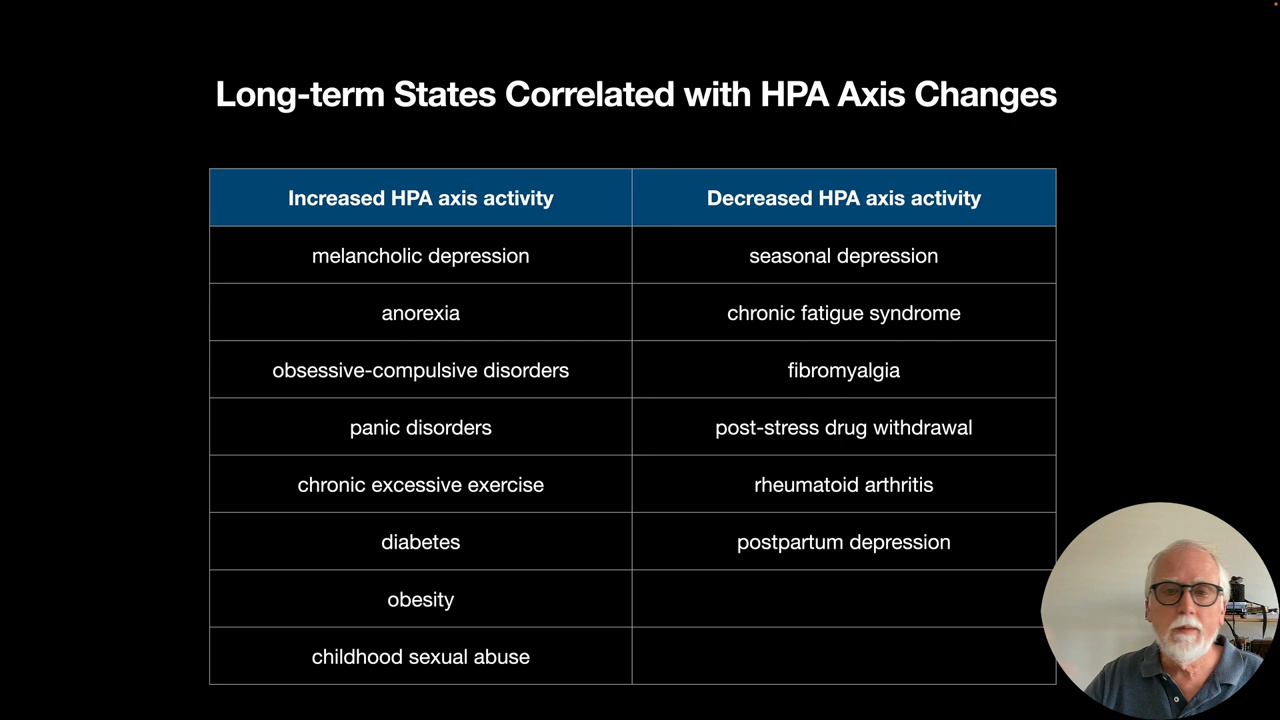 Long-term States Correlated with HPA Axis Changes
Increased HPA axis activity
Decreased HPA axis activity
melancholic depression
seasonal depression
anorexia
chronic fatigue syndrome
obsessive-compulsive disorders
fibromyalgia
panic disorders
post-stress drug withdrawal
chronic excessive exercise
rheumatoid arthritis
diabetes
postpartum depression
obesity
childhood sexual abuse